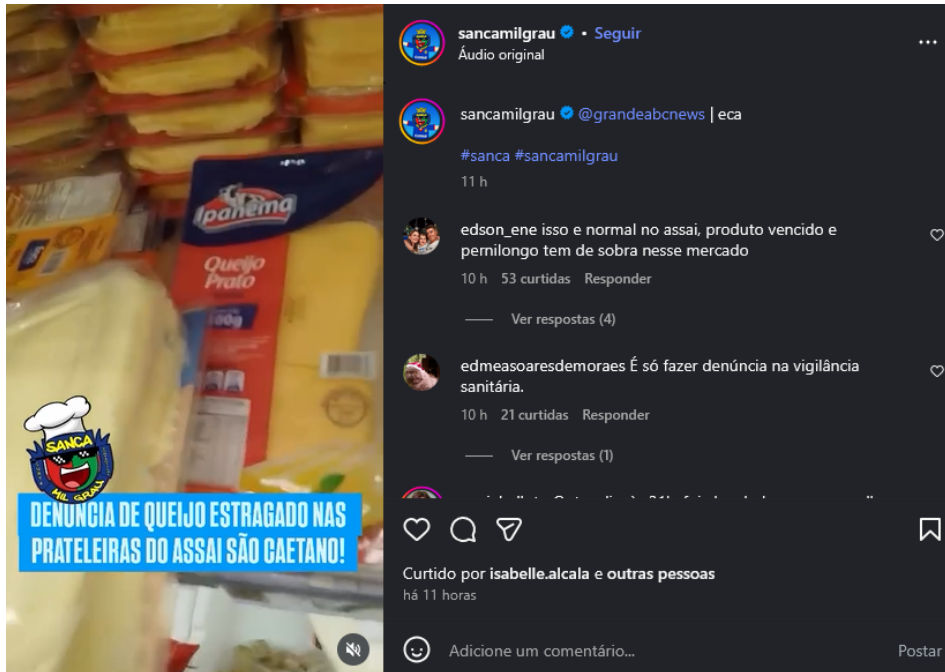 Ipanema
Queijo
Prato
SANCA
MIL GRAU
DENÚNCIA DE QUEIJO ESTRAGADO NAS
PRATELEIRAS DO ASSAI SÃO CAETANO!
sancamilgrau • Seguir
Áudio original
sancamilgrau @grandeabcnews | eca
#sanca #sancamilgrau
11 h
edson_ene isso e normal no assai, produto vencido e
pernilongo tem de sobra nesse mercado
10 h 53 curtidas Responder
Ver respostas (4)
edmeasoaresdemoraes É só fazer denúncia na vigilância
sanitária.
10 h 21 curtidas Responder
Ver respostas (1)
Curtido por isabelle.alcala e outras pessoas
há 11 horas
Adicione um comentário...
Postar